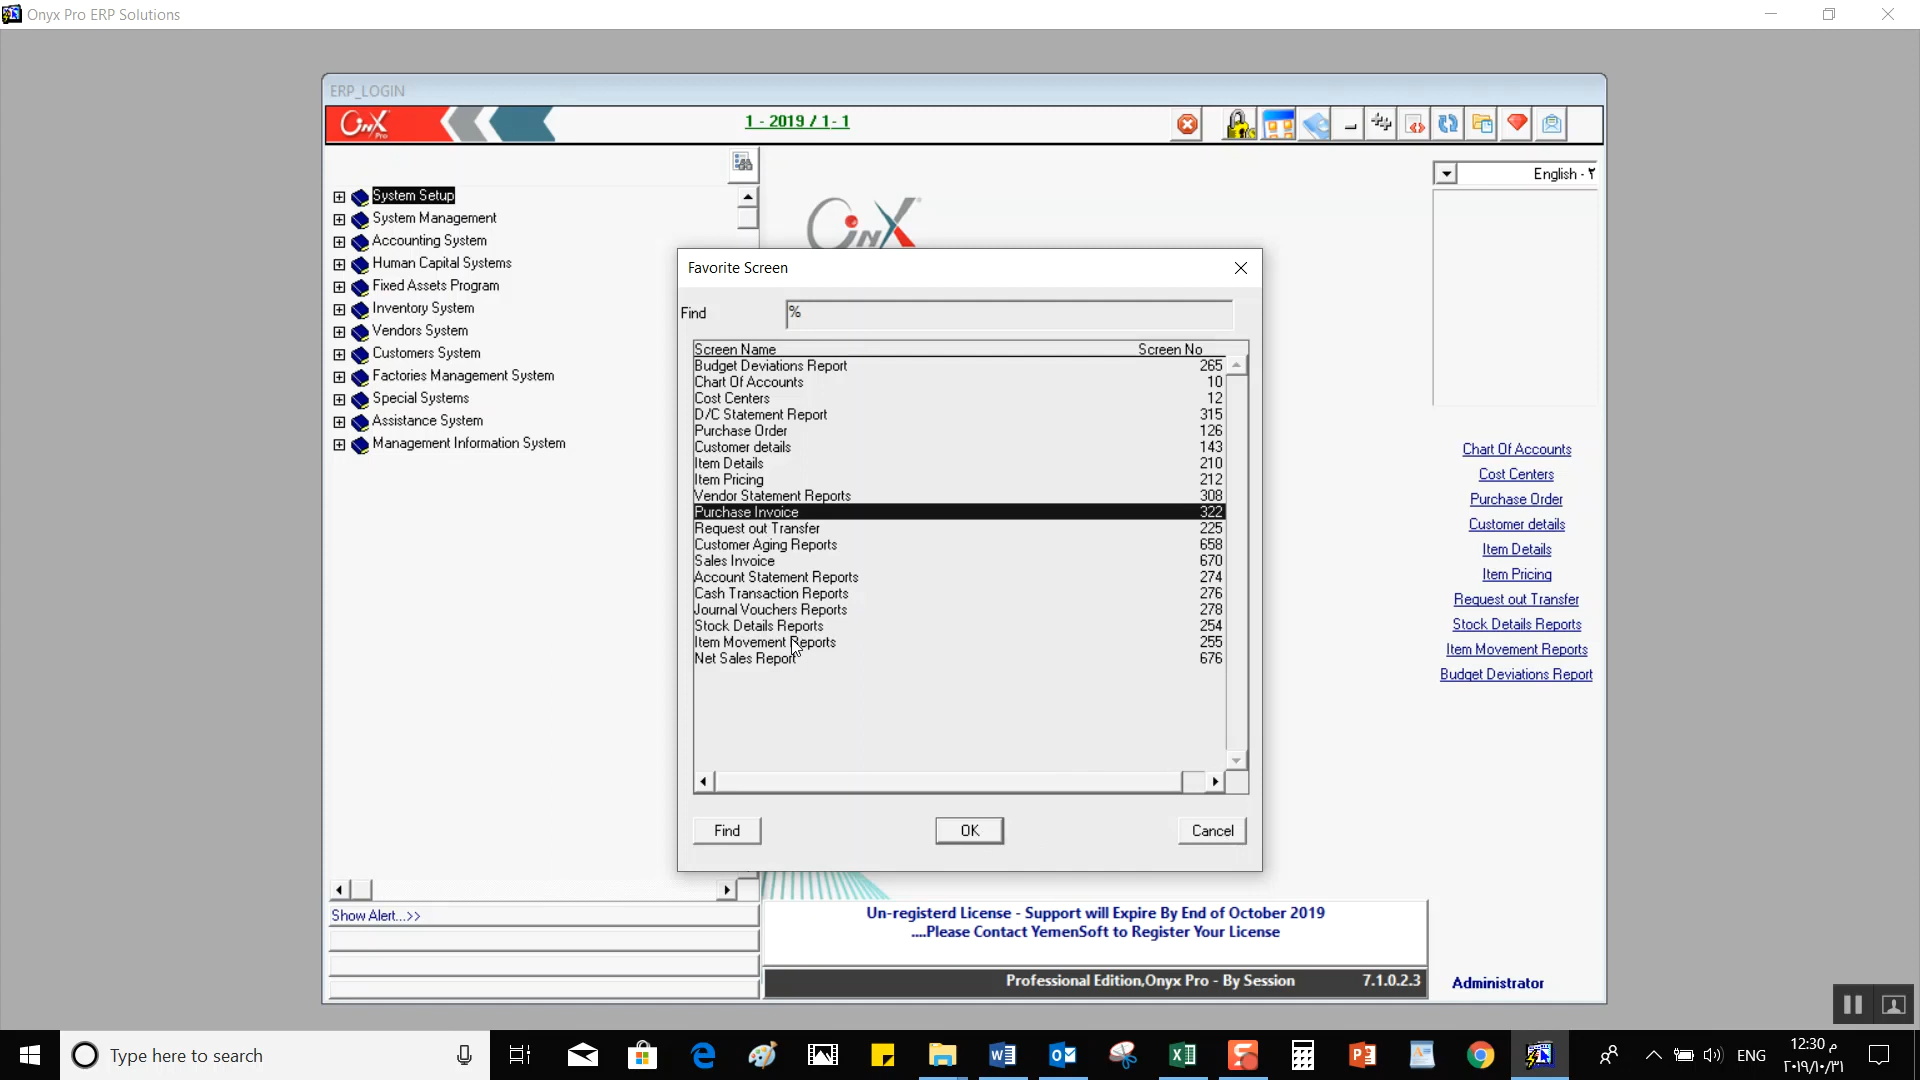 Onyx Pro ERP Solutions
ERP_LOGIN
OnX
Pro
1 - 2019 / 1- 1
System Setup
System Management
Accounting System
Human Capital Systems
Fixed Assets Program
Inventory System
Vendors System
Customers System
Factories Management System
Special Systems
Assistance System
Management Information System
Show Alert...>>
OnX
English - ٢
Favorite Screen
Find %
Screen Name Screen No
Budget Deviations Report 265
Chart Of Accounts 10
Cost Centers 12
D/C Statement Report 315
Purchase Order 126
Customer details 143
Item Details 210
Item Pricing 212
Vendor Statement Reports 308
Purchase Invoice 322
Request out Transfer 225
Customer Aging Reports 658
Sales Invoice 670
Account Statement Reports 274
Cash Transaction Reports 276
Journal Vouchers Reports 278
Stock Details Reports 254
Item Movement Reports 255
Net Sales Report 676
Find OK Cancel
Chart Of Accounts
Cost Centers
Purchase Order
Customer details
Item Details
Item Pricing
Request out Transfer
Stock Details Reports
Item Movement Reports
Budget Deviations Report
Un-registerd License - Support will Expire By End of October 2019
....Please Contact YemenSoft to Register Your License
Professional Edition,Onyx Pro - By Session 7.1.0.2.3
Administrator
Type here to search
ENG
12:30 م
٢٠١٩/١٠/٣١